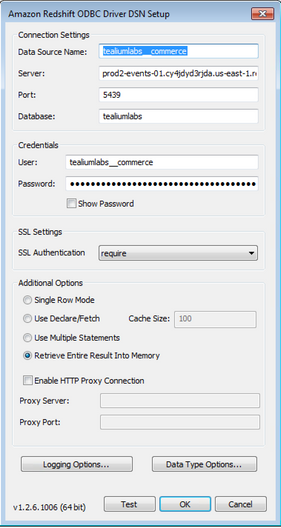 Amazon Redshift ODBC Driver DSN Setup
Connection Settings
Data Source Name: tealiumlabs__commerce
Server: prod2-events-01.cy4jdyd3rjda.us-east-1.re
Port: 5439
Database: tealiumlabs
Credentials
User: tealiumlabs__commerce
Password: ●●●●●●●●●●●●●●●●●●●●●●●●●●●●●●●●●●●●
Show Password
SSL Settings
SSL Authentication require
Additional Options
Single Row Mode
Use Declare/Fetch Cache Size: 100
Use Multiple Statements
Retrieve Entire Result Into Memory
Enable HTTP Proxy Connection
Proxy Server:
Proxy Port:
Logging Options... Data Type Options...
v1.2.6.1006 (64 bit) Test OK Cancel